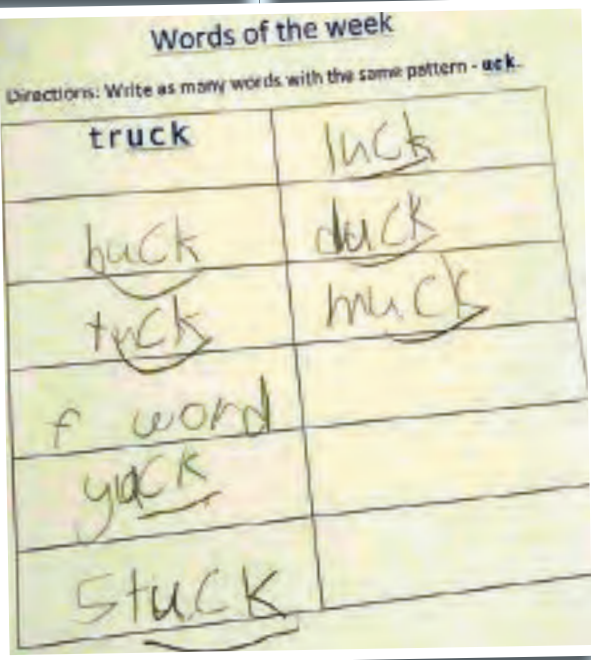 Words of the week
Directions: Write as many words with the same pattern - uck.
truck luck
buck duck
tuck muck
f word
yuck
stuck